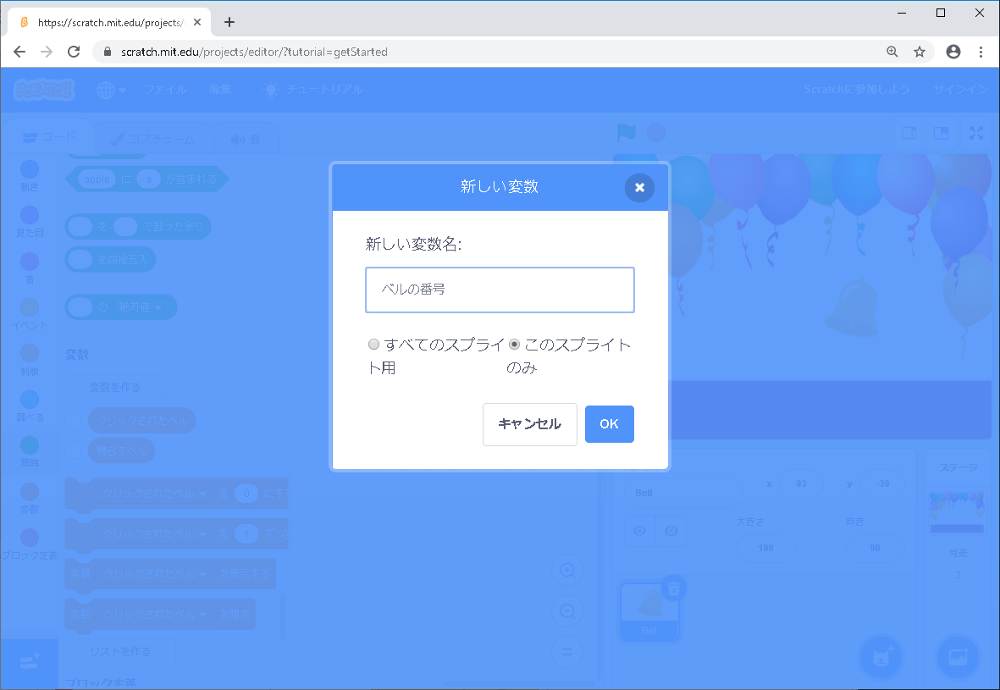 https://scratch.mit.edu/projects/
scratch.mit.edu/projects/editor/?tutorial=getStarted
SCRATCH
ファイル
編集
チュートリアル
Scratchに参加しよう
サインイン
コード
コスチューム
音
動き
見た目
音
イベント
制御
調べる
演算
変数
ブロック定義
apple に a が含まれる
を で割った余り
を四捨五入
の 絶対値
変数
変数を作る
クリックされたベル
鳴らすベル
クリックされたベル を 0 にす
クリックされたベル を 1 ずつ
変数 クリックされたベル を表示する
変数 クリックされたベル を隠す
リストを作る
ブロック定義
新しい変数
新しい変数名:
ベルの番号
すべてのスプライ
ト用
このスプライト
のみ
キャンセル
OK
Bell
x 83
y -39
大きさ
向き
100
90
Bell
ステージ
背景
2